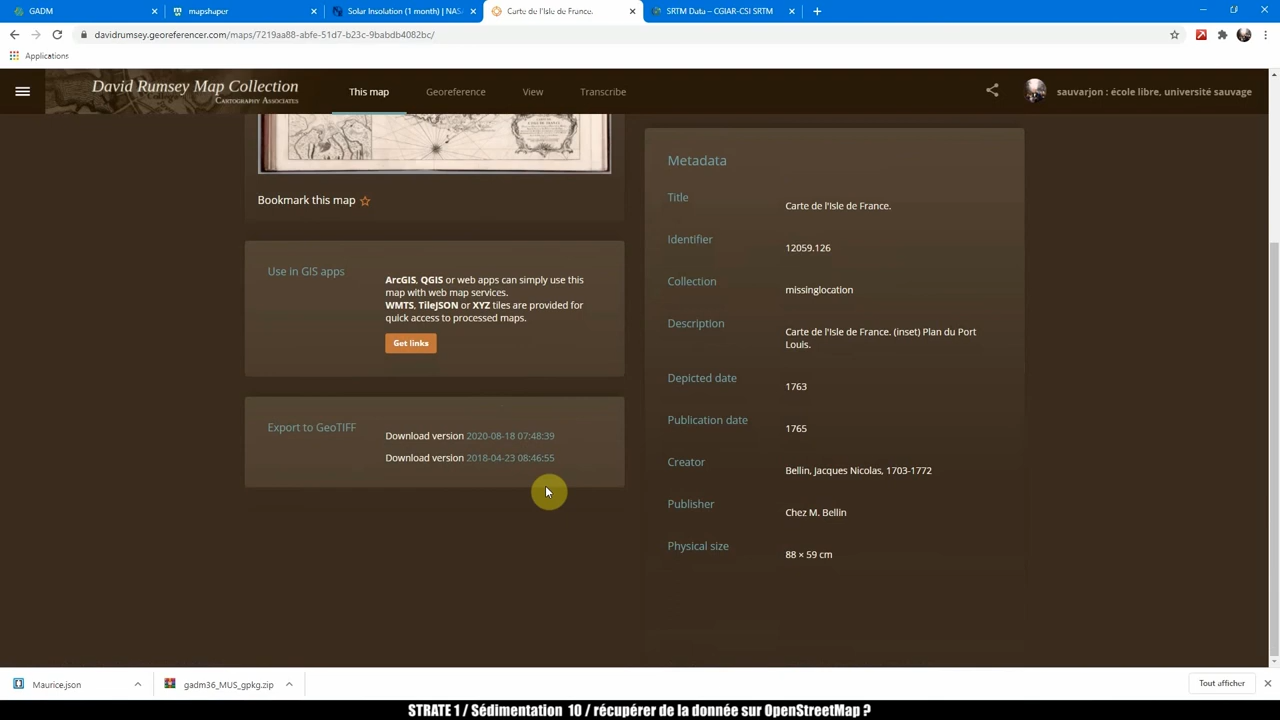 GADM
mapshaper
Solar Insolation (1 month) | NAS
Carte de l'Isle de France.
SRTM Data – CGIAR-CSI SRTM
davidrumsey.georeferencer.com/maps/7219aa88-abfe-51d7-b23c-9babdb4082bc/
Applications
David Rumsey Map Collection
Cartography Associates
This map
Georeference
View
Transcribe
sauvarjon : école libre, université sauvage
Bookmark this map
Use in GIS apps
ArcGIS, QGIS or web apps can simply use this
map with web map services.
WMTS, TileJSON or XYZ tiles are provided for
quick access to processed maps.
Get links
Export to GeoTIFF
Download version 2020-08-18 07:48:39
Download version 2018-04-23 08:46:55
Metadata
Title
Carte de l'Isle de France.
Identifier
12059.126
Collection
missinglocation
Description
Carte de l'Isle de France. (inset) Plan du Port
Louis.
Depicted date
1763
Publication date
1765
Creator
Bellin, Jacques Nicolas, 1703-1772
Publisher
Chez M. Bellin
Physical size
88 × 59 cm
Maurice.json
gadm36_MUS_gpkg.zip
Tout afficher
STRATE 1 / Sédimentation 10 / récupérer de la donnée sur OpenStreetMap ?